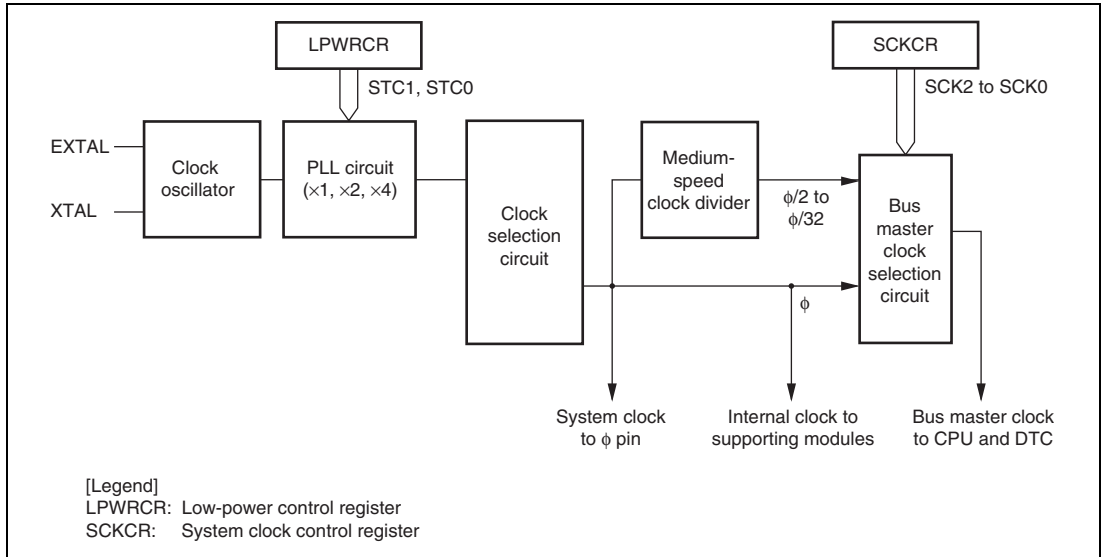 LPWRCR
SCKCR
STC1, STC0
SCK2 to SCK0
EXTAL
XTAL
Clock
oscillator
PLL circuit
(×1, ×2, ×4)
Clock
selection
circuit
Medium-
speed
clock divider
ϕ/2 to
ϕ/32
Bus
master
clock
selection
circuit
ϕ
System clock
to ϕ pin
Internal clock to
supporting modules
Bus master clock
to CPU and DTC
[Legend]
LPWRCR: Low-power control register
SCKCR: System clock control register